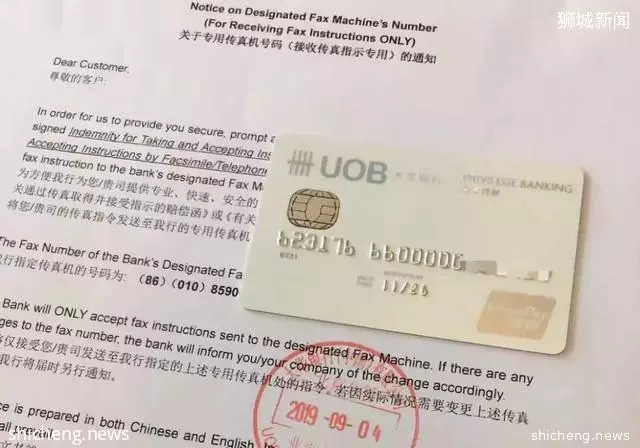 狮城新闻
Notice on Designated Fax Machine's Number
(For Receiving Fax Instructions ONLY)
关于专用传真机号码（接收传真指示专用）的通知
Dear Customer,
尊敬的客户:
In order for us to provide you secure, prompt a
signed Indemnity for Taking and Accepting Ins
Accepting Instructions by Facsimile/Telephone
fax instruction to the bank's designated Fax Ma
为方便我行为您/贵司提供专业、快速、安全的
关通过传真取得并接受指示的赔偿函》或《有关
将您/贵司的传真指令发送至我行的专用传真机
UOB
PRIVILEGE BANKING
11/26
The Fax Number of the Bank's Designated Fa
我行指定传真机的号码为: (86) (010) 8590
Bank will ONLY accept fax instructions sent to the designated Fax Machine. If there are any
ges to the fax number, the bank will inform you/your company of the change accordingly.
将仅接受您/贵司发送至我行指定的上述专用传真机处的指令。若因实际情况需要变更上述传真
我行将届时另行通知。
2019-09-04
ce is prepared in both Chinese and English
shicheng.news
shicheng.news